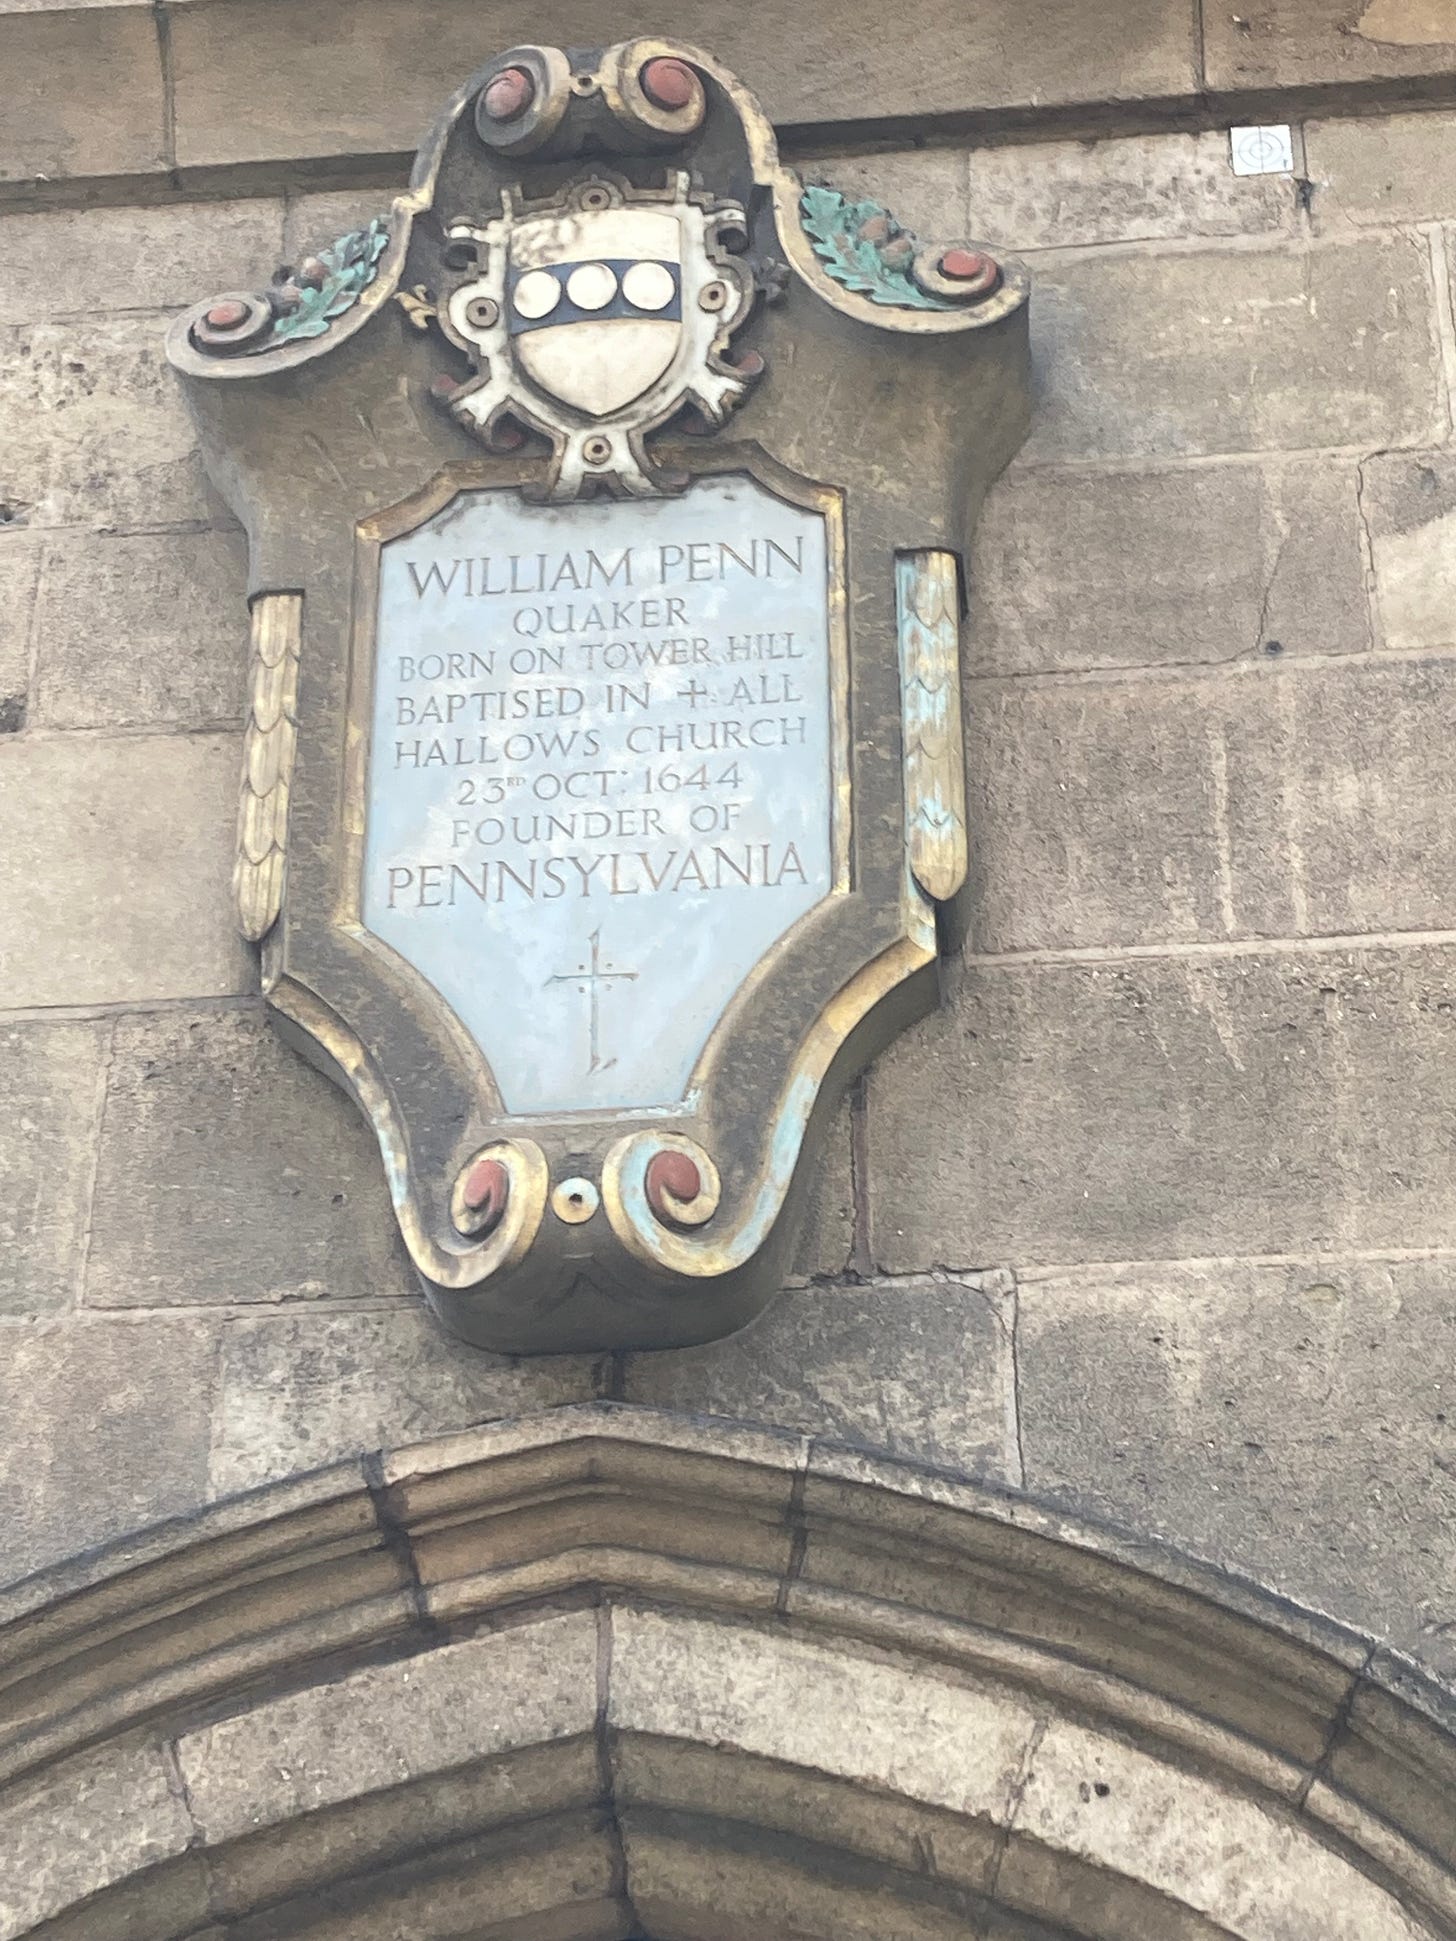 WILLIAM PENN
QUAKER
BORN ON TOWER HILL
BAPTISED IN + ALL
HALLOWS CHURCH
23RD OCT: 1644
FOUNDER OF
PENNSYLVANIA